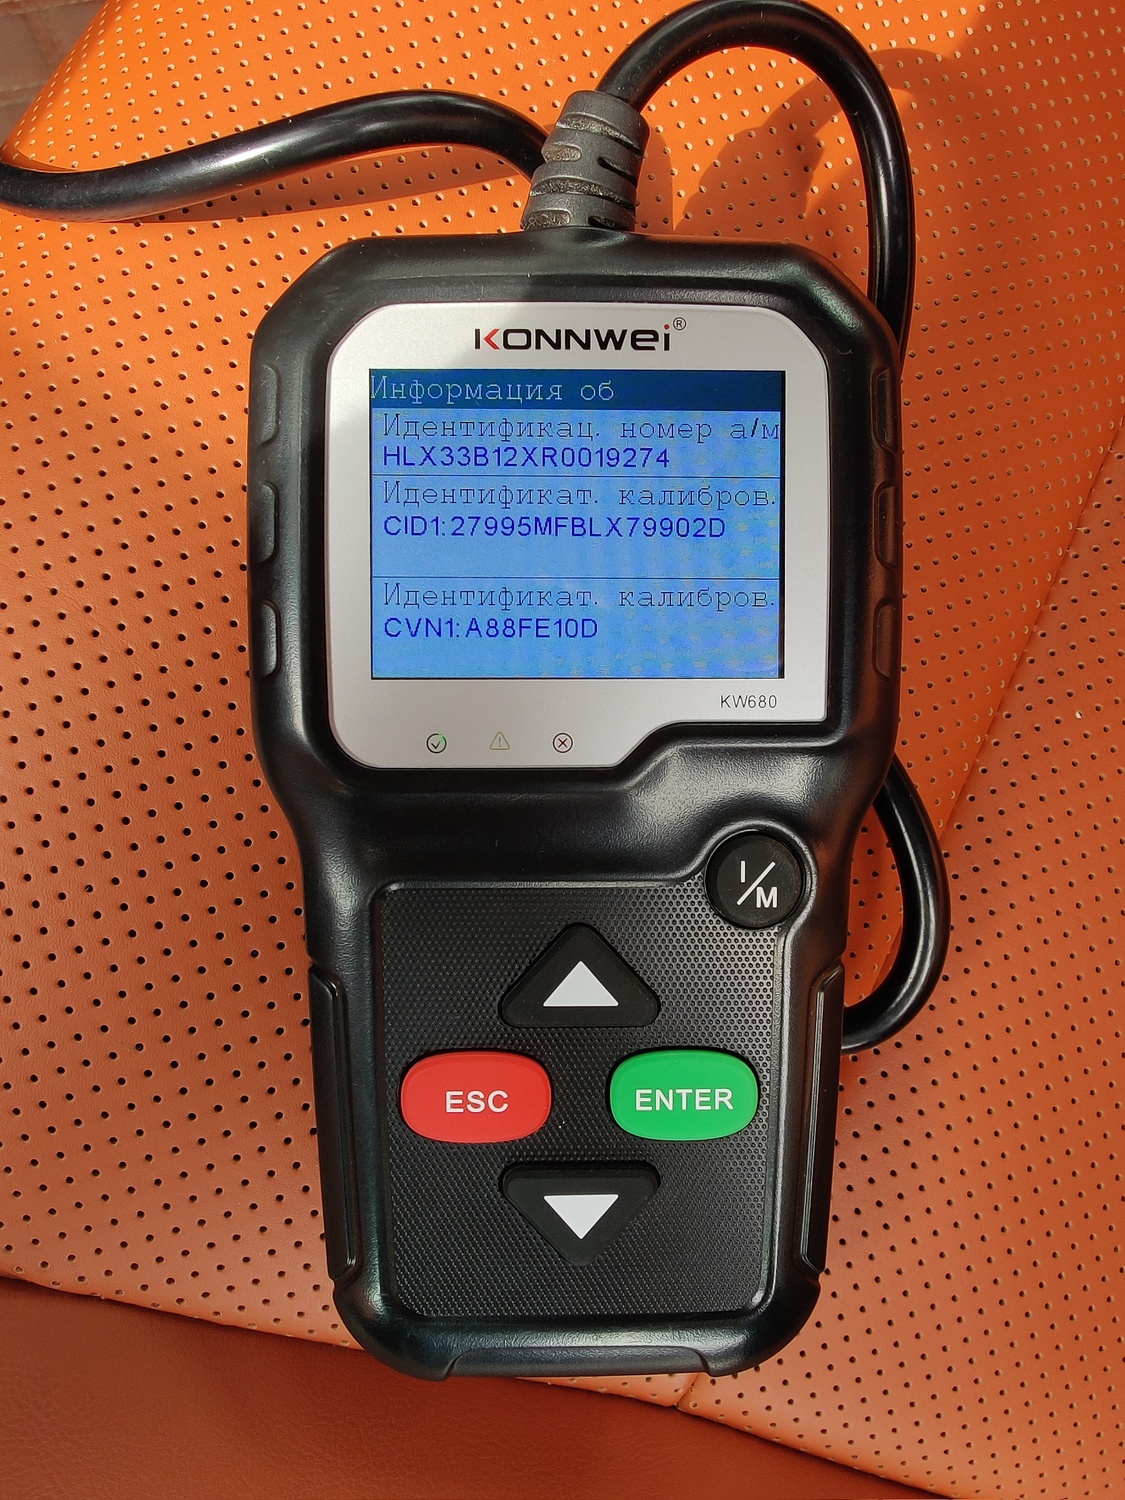 KONNWEI®
Информация об
Идентификац. номер а/м
HLX33B12XR0019274
Идентификат. калибров.
CID1:27995MFBLX79902D
Идентификат. калибров.
CVN1:A88FE10D
KW680
I/M
ESC
ENTER